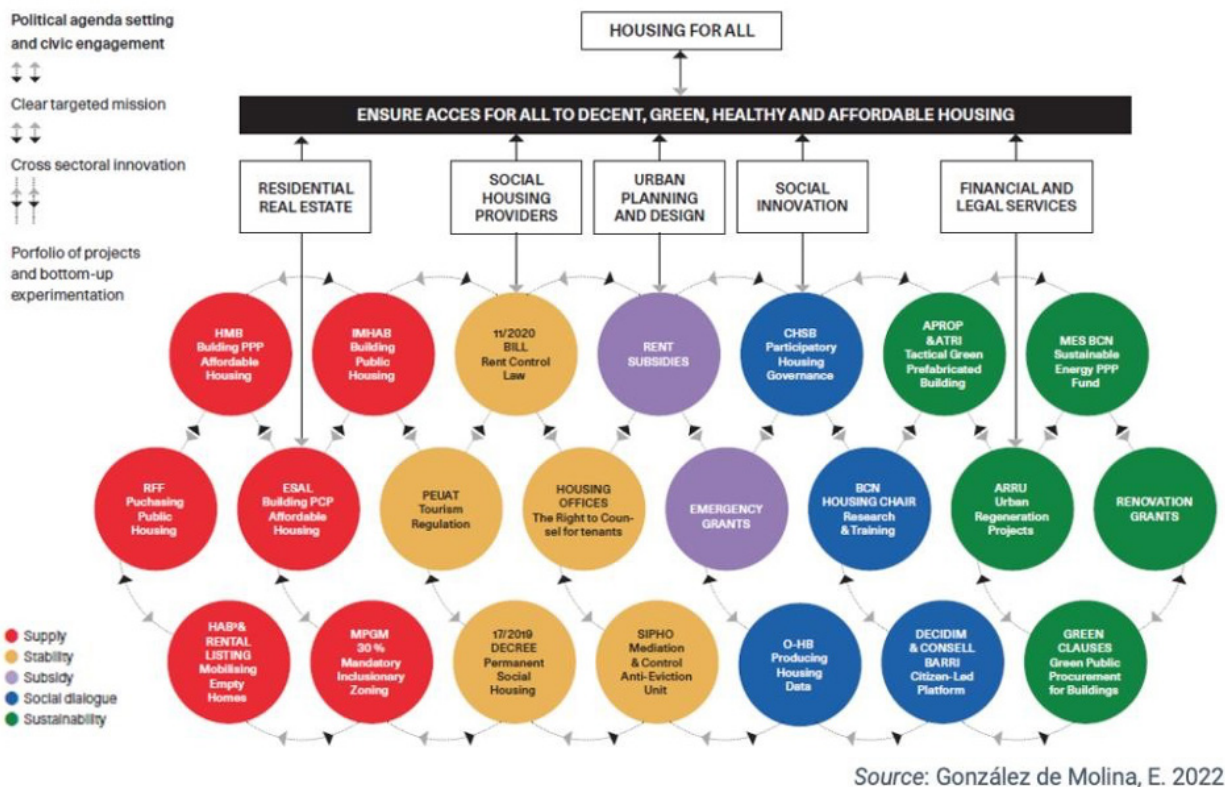 Political agenda setting
and civic engagement
Clear targeted mission
Cross sectoral innovation
Porfolio of projects
and bottom-up
experimentation
HOUSING FOR ALL
ENSURE ACCES FOR ALL TO DECENT, GREEN, HEALTHY AND AFFORDABLE HOUSING
RESIDENTIAL
REAL ESTATE
SOCIAL
HOUSING
PROVIDERS
URBAN
PLANNING
AND DESIGN
SOCIAL
INNOVATION
FINANCIAL AND
LEGAL SERVICES
HMB
Bulding PPP
Affordable
Housing
IMHAB
Building
Public
Housing
11/2020
BILL
Rent Control
Law
RENT
SUBSIDIES
CHSB
Participatory
Housing
Governance
APROP
&ATRI
Tactical Green
Prefabricated
Building
MES BCN
Sustainable
Energy PPP
Fund
RFF
Puchasing
Public
Housing
ESAL
Building PCP
Affordable
Housing
PEUAT
Tourism
Regulation
HOUSING
OFFICES
The Right to Coun-
sel for tenants
EMERGENCY
GRANTS
BCN
HOUSING CHAIR
Research
& Training
ARRU
Urban
Regeneration
Projects
RENOVATION
GRANTS
HAB³&
RENTAL
LISTING
Mobilising
Empty
Homes
MPGM
30 %
Mandatory
Inclusionary
Zoning
17/2019
DECREE
Permanent
Social
Housing
SIPHO
Mediation
& Control
Anti-Eviction
Unit
O-HB
Producing
Housing
Data
DECIDIM
& CONSELL
BARRI
Citizen-Led
Platform
GREEN
CLAUSES
Green Public
Procurement
for Buildings
Supply
Stability
Subsidy
Social dialogue
Sustainability
Source: González de Molina, E. 2022